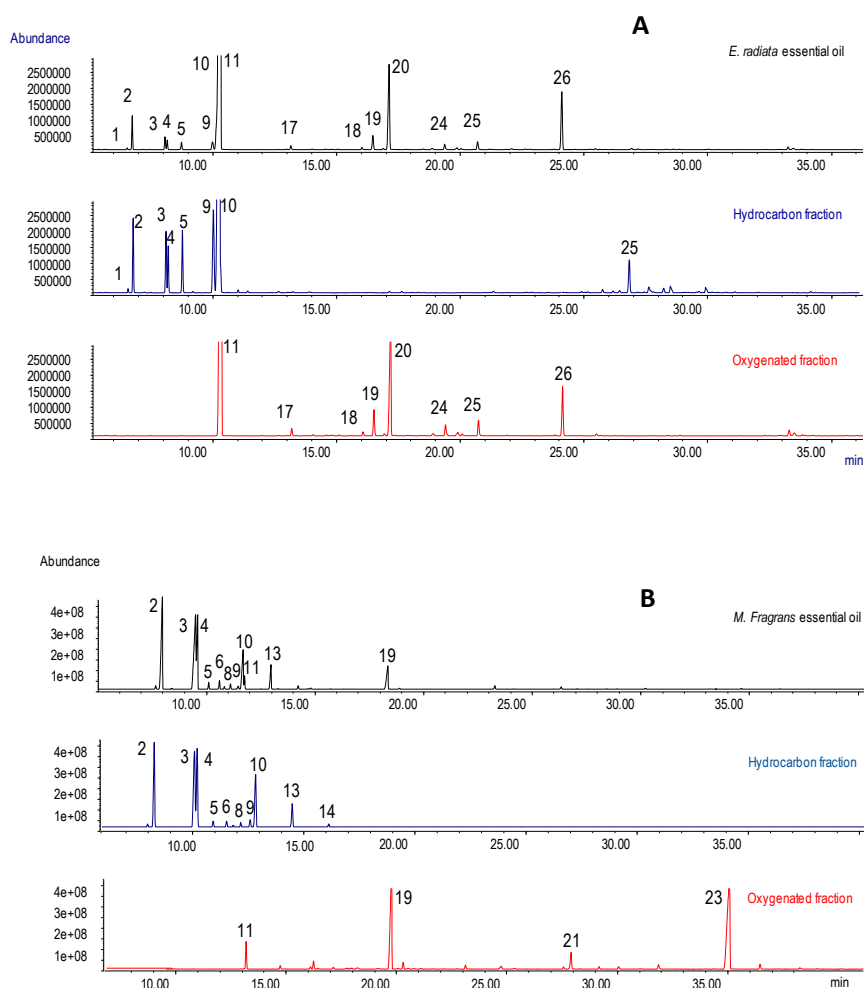 A
Abundance
E. radiata essential oil
2500000
2000000
1500000
1000000
500000
1 2 3 4 5 9 10 11 17 18 19 20 24 25 26
10.00 15.00 20.00 25.00 30.00 35.00
Hydrocarbon fraction
2500000
2000000
1500000
1000000
500000
1 2 3 4 5 9 10 25
10.00 15.00 20.00 25.00 30.00 35.00
Oxygenated fraction
2500000
2000000
1500000
1000000
500000
11 17 18 19 20 24 25 26
10.00 15.00 20.00 25.00 30.00 35.00
min
Abundance
B
M. Fragrans essential oil
4e+08
3e+08
2e+08
1e+08
2 3 4 5 6 8 9 10 11 13 19
10.00 15.00 20.00 25.00 30.00 35.00
Hydrocarbon fraction
4e+08
3e+08
2e+08
1e+08
2 3 4 5 6 8 9 10 13 14
10.00 15.00 20.00 25.00 30.00 35.00
Oxygenated fraction
4e+08
3e+08
2e+08
1e+08
11 19 21 23
10.00 15.00 20.00 25.00 30.00 35.00 min